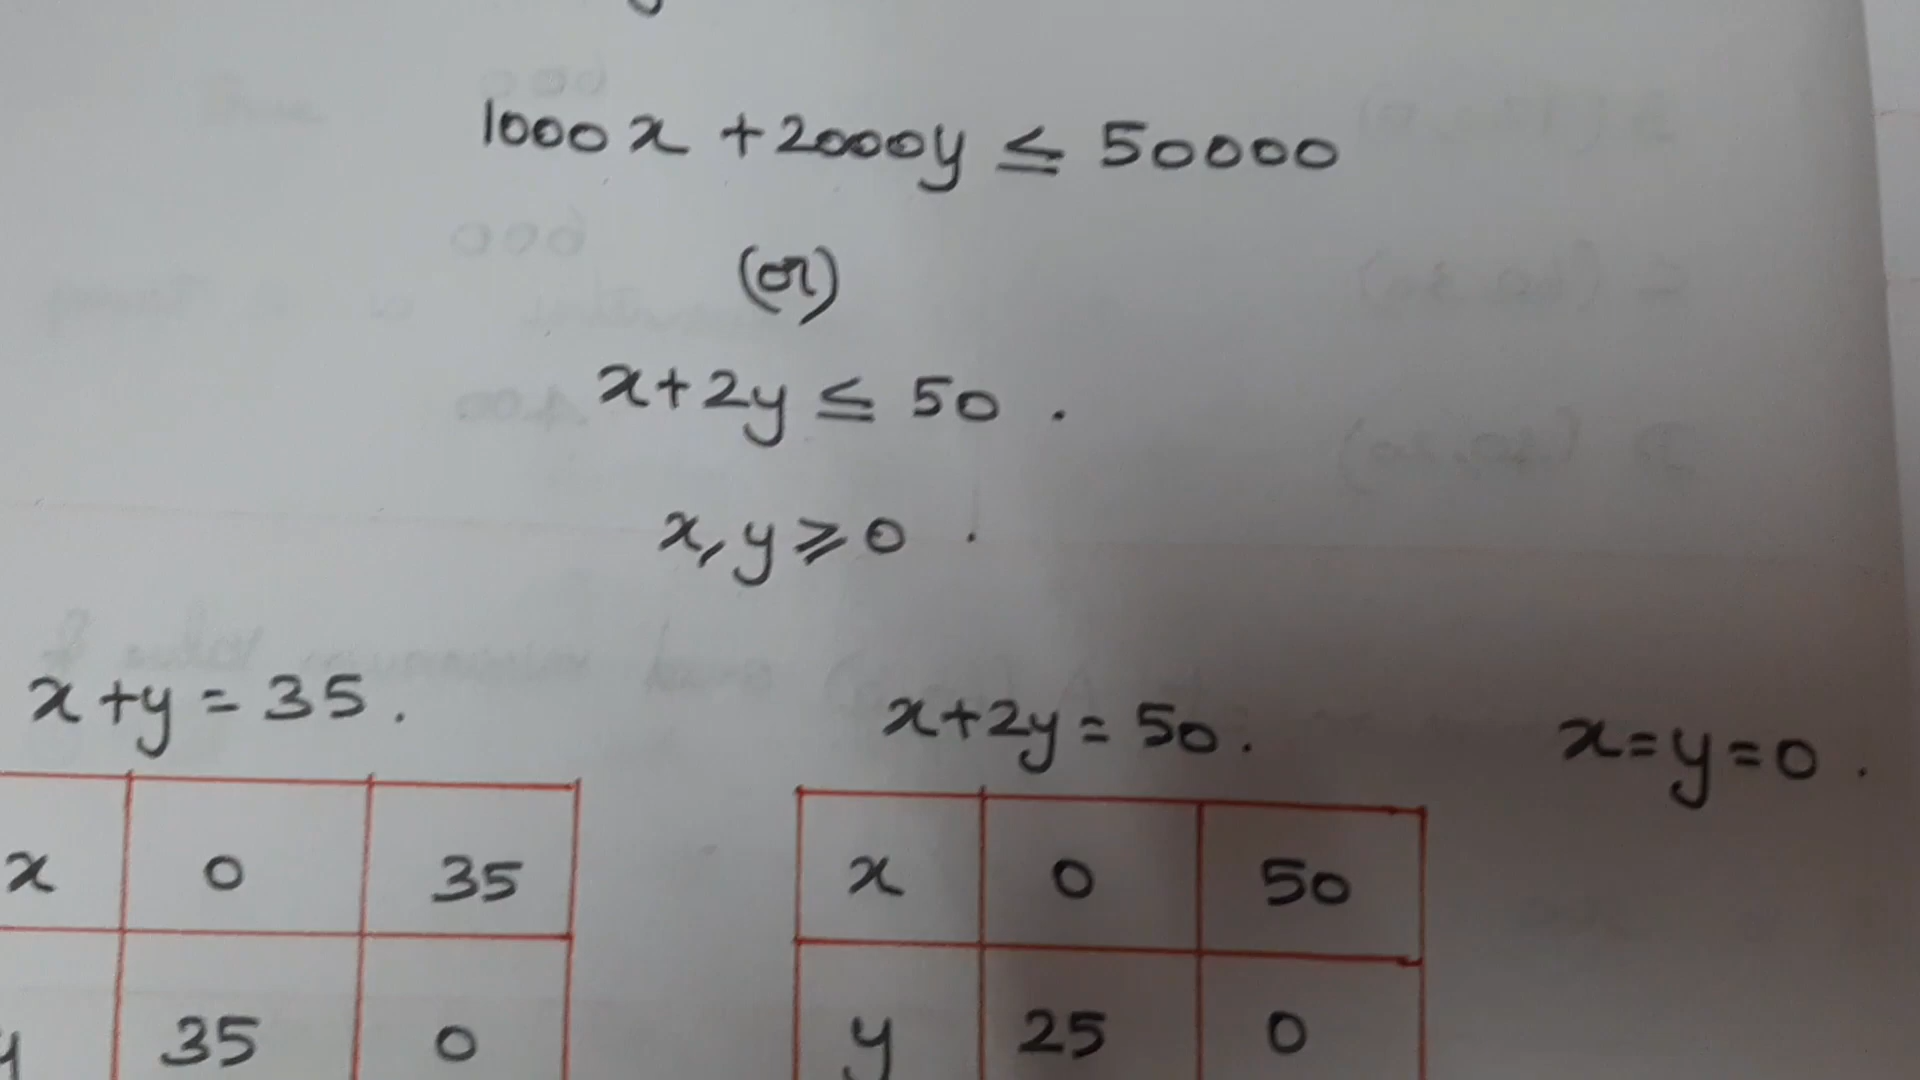 1000x + 2000y ≤ 50000
(or)
x + 2y ≤ 50 .
x, y ≥ 0 .
x + y = 35 .
x + 2y = 50 .
x = y = 0 .
x 0 35
y 35 0
x 0 50
y 25 0